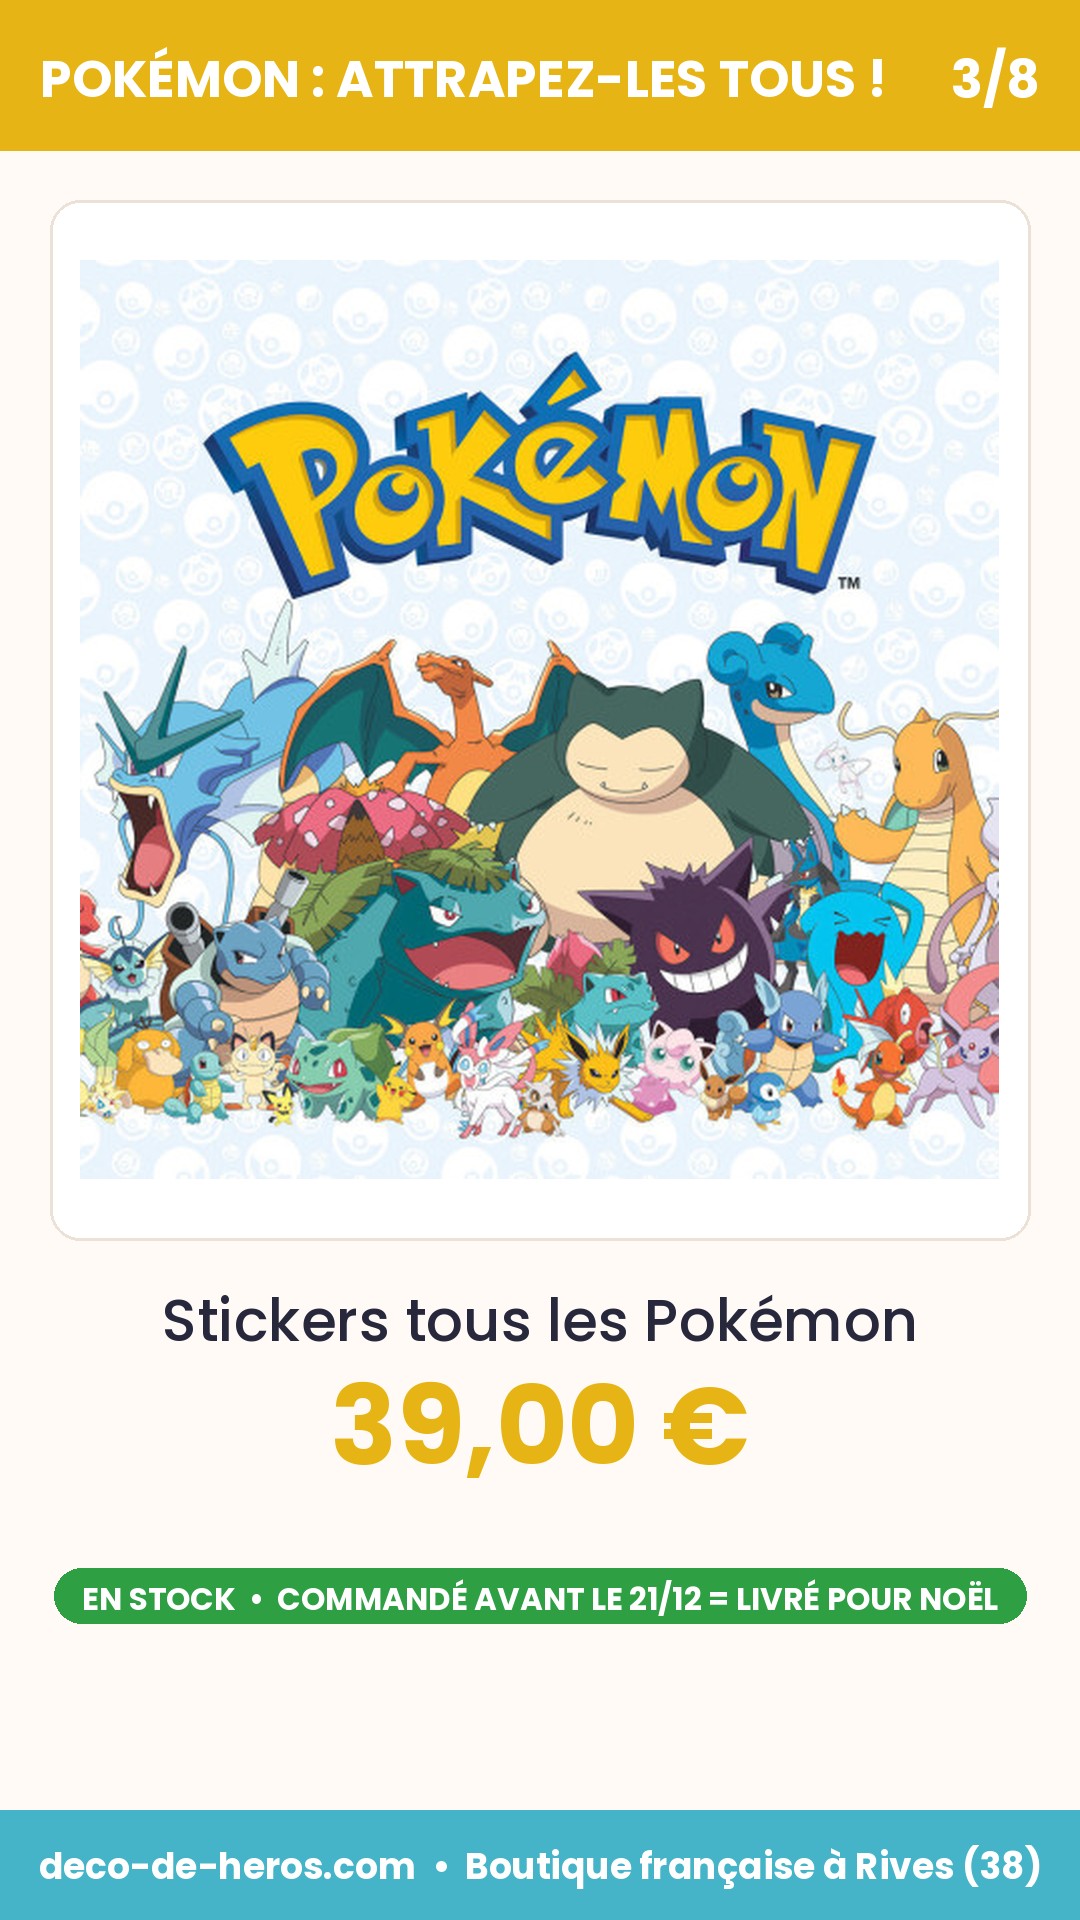 POKÉMON : ATTRAPEZ-LES TOUS ! 3/8
POKéMON
TM
Stickers tous les Pokémon
39,00 €
EN STOCK • COMMANDÉ AVANT LE 21/12 = LIVRÉ POUR NOËL
deco-de-heros.com • Boutique française à Rives (38)